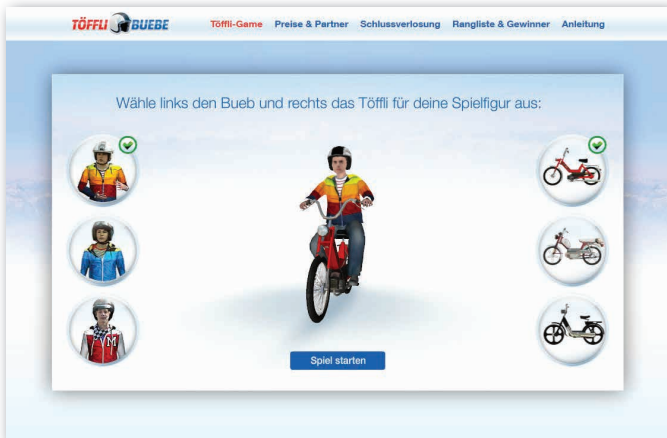 TÖFFLI BUEBE
Töffli-Game Preise & Partner Schlussverlosung Rangliste & Gewinner Anleitung
Wähle links den Bueb und rechts das Töffli für deine Spielfigur aus:
M
Spiel starten